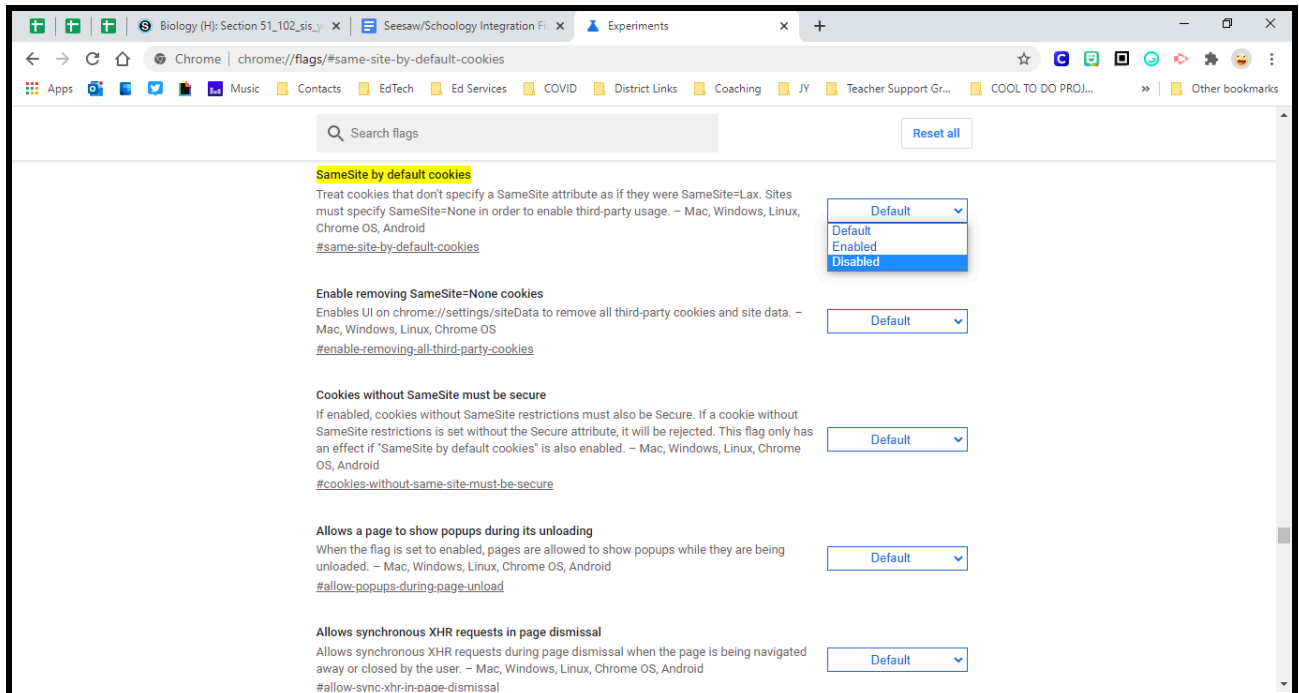 Biology (H): Section 51_102_sis_y
Seesaw/Schoology Integration Fi
Experiments
Chrome | chrome://flags/#same-site-by-default-cookies
Apps Music Contacts EdTech Ed Services COVID District Links Coaching JY Teacher Support Gr... COOL TO DO PROJ... » Other bookmarks
Search flags
Reset all
SameSite by default cookies
Treat cookies that don't specify a SameSite attribute as if they were SameSite=Lax. Sites
must specify SameSite=None in order to enable third-party usage. – Mac, Windows, Linux,
Chrome OS, Android
#same-site-by-default-cookies
Default
Default
Enabled
Disabled
Enable removing SameSite=None cookies
Enables UI on chrome://settings/siteData to remove all third-party cookies and site data. –
Mac, Windows, Linux, Chrome OS
#enable-removing-all-third-party-cookies
Default
Cookies without SameSite must be secure
If enabled, cookies without SameSite restrictions must also be Secure. If a cookie without
SameSite restrictions is set without the Secure attribute, it will be rejected. This flag only has
an effect if "SameSite by default cookies" is also enabled. – Mac, Windows, Linux, Chrome
OS, Android
#cookies-without-same-site-must-be-secure
Default
Allows a page to show popups during its unloading
When the flag is set to enabled, pages are allowed to show popups while they are being
unloaded. – Mac, Windows, Linux, Chrome OS, Android
#allow-popups-during-page-unload
Default
Allows synchronous XHR requests in page dismissal
Allows synchronous XHR requests during page dismissal when the page is being navigated
away or closed by the user. – Mac, Windows, Linux, Chrome OS, Android
#allow-sync-xhr-in-page-dismissal
Default